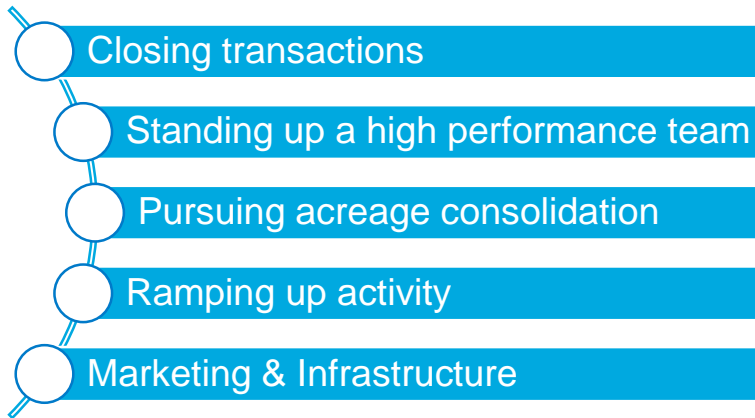 Closing transactions
Standing up a high performance team
Pursuing acreage consolidation
Ramping up activity
Marketing & Infrastructure